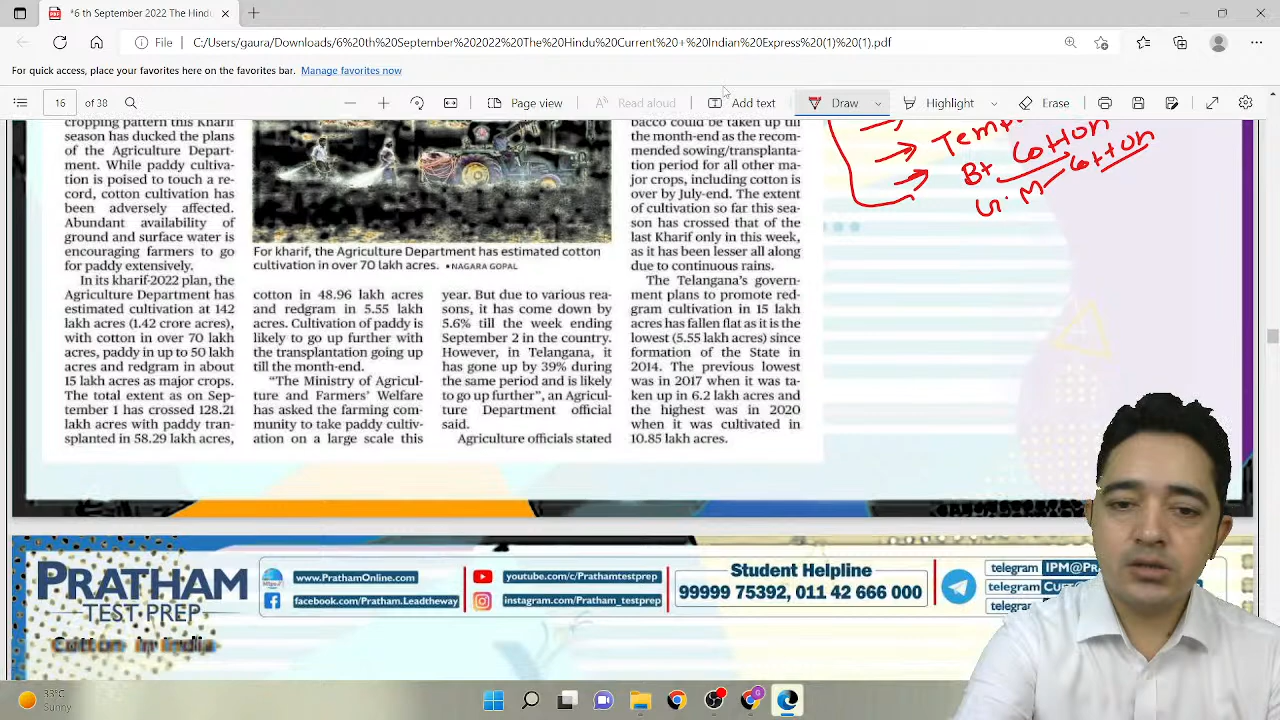 *6 th September 2022 The Hindu
File
C:/Users/gaura/Downloads/6%20th%20September%202022%20The%20Hindu%20Current%20+%20Indian%20Express%20(1)%20(1).pdf
For quick access, place your favorites here on the favorites bar. Manage favorites now
16 of 38
Page view
Read aloud
Add text
Draw
Highlight
Erase
cropping pattern this Kharif
season has ducked the plans
of the Agriculture Depart-
ment. While paddy cultiva-
tion is poised to touch a re-
cord, cotton cultivation has
been adversely affected.
Abundant availability of
ground and surface water is
encouraging farmers to go
for paddy extensively.
In its kharif-2022 plan, the
Agriculture Department has
estimated cultivation at 142
lakh acres (1.42 crore acres),
with cotton in over 70 lakh
acres, paddy in up to 50 lakh
acres and redgram in about
15 lakh acres as major crops.
The total extent as on Sep-
tember 1 has crossed 128.21
lakh acres with paddy tran-
splanted in 58.29 lakh acres,
For kharif, the Agriculture Department has estimated cotton
cultivation in over 70 lakh acres. •NAGARA GOPAL
cotton in 48.96 lakh acres
and redgram in 5.55 lakh
acres. Cultivation of paddy is
likely to go up further with
the transplantation going up
till the month-end.
“The Ministry of Agricul-
ture and Farmers’ Welfare
has asked the farming com-
munity to take paddy cultiv-
ation on a large scale this
year. But due to various rea-
sons, it has come down by
5.6% till the week ending
September 2 in the country.
However, in Telangana, it
has gone up by 39% during
the same period and is likely
to go up further”, an Agricul-
ture Department official
said.
Agriculture officials stated
bacco could be taken up till
the month-end as the recom-
mended sowing/transplanta-
tion period for all other ma-
jor crops, including cotton is
over by July-end. The extent
of cultivation so far this sea-
son has crossed that of the
last Kharif only in this week,
as it has been lesser all along
due to continuous rains.
The Telangana’s govern-
ment plans to promote red-
gram cultivation in 15 lakh
acres has fallen flat as it is the
lowest (5.55 lakh acres) since
formation of the State in
2014. The previous lowest
was in 2017 when it was ta-
ken up in 6.2 lakh acres and
the highest was in 2020
when it was cultivated in
10.85 lakh acres.
Temp
Bt Cotton
G.M Cotton
PRATHAM
TEST PREP
www.PrathamOnline.com
facebook.com/Pratham.Leadtheway
youtube.com/c/Prathamtestprep
instagram.com/Pratham_testprep
Student Helpline
99999 75392, 011 42 666 000
telegram IPM@Pr
telegram Cu
telegram
Cotton in India
33°C
Sunny